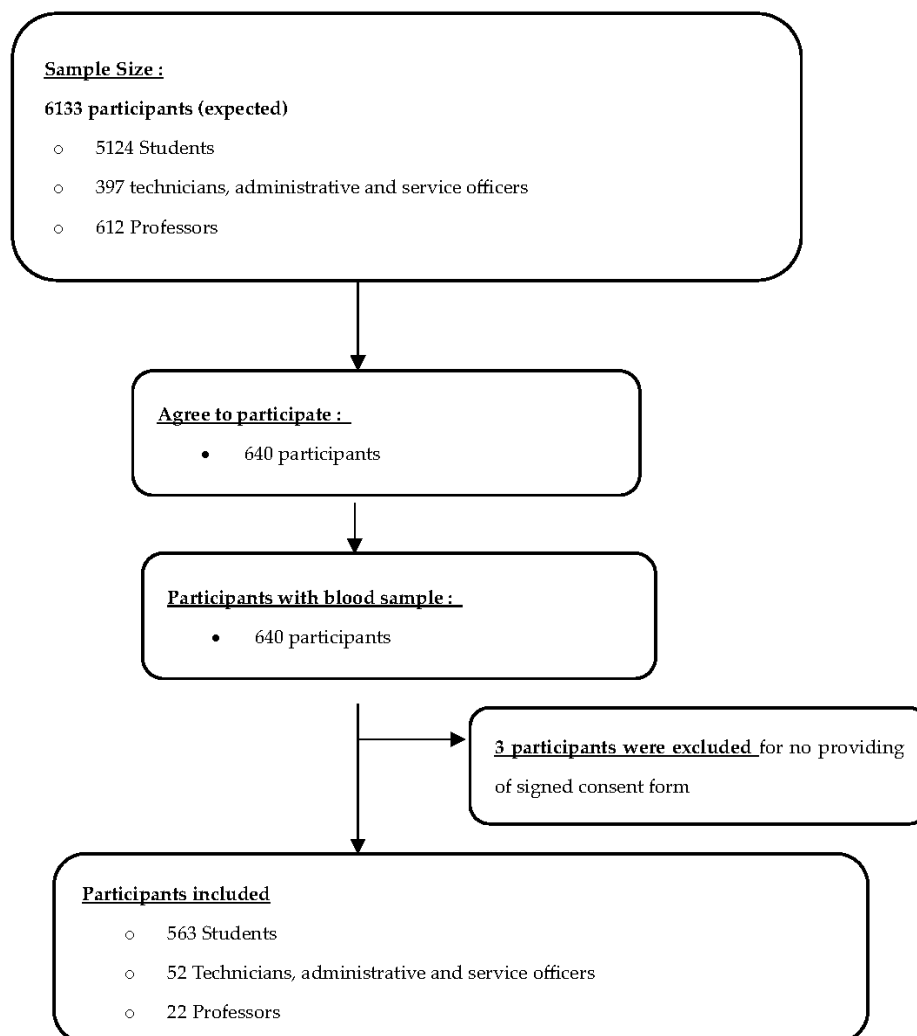 Sample Size :
6133 participants (expected)
○ 5124 Students
○ 397 technicians, administrative and service officers
○ 612 Professors
Agree to participate :
• 640 participants
Participants with blood sample :
• 640 participants
3 participants were excluded for no providing
of signed consent form
Participants included
○ 563 Students
○ 52 Technicians, administrative and service officers
○ 22 Professors